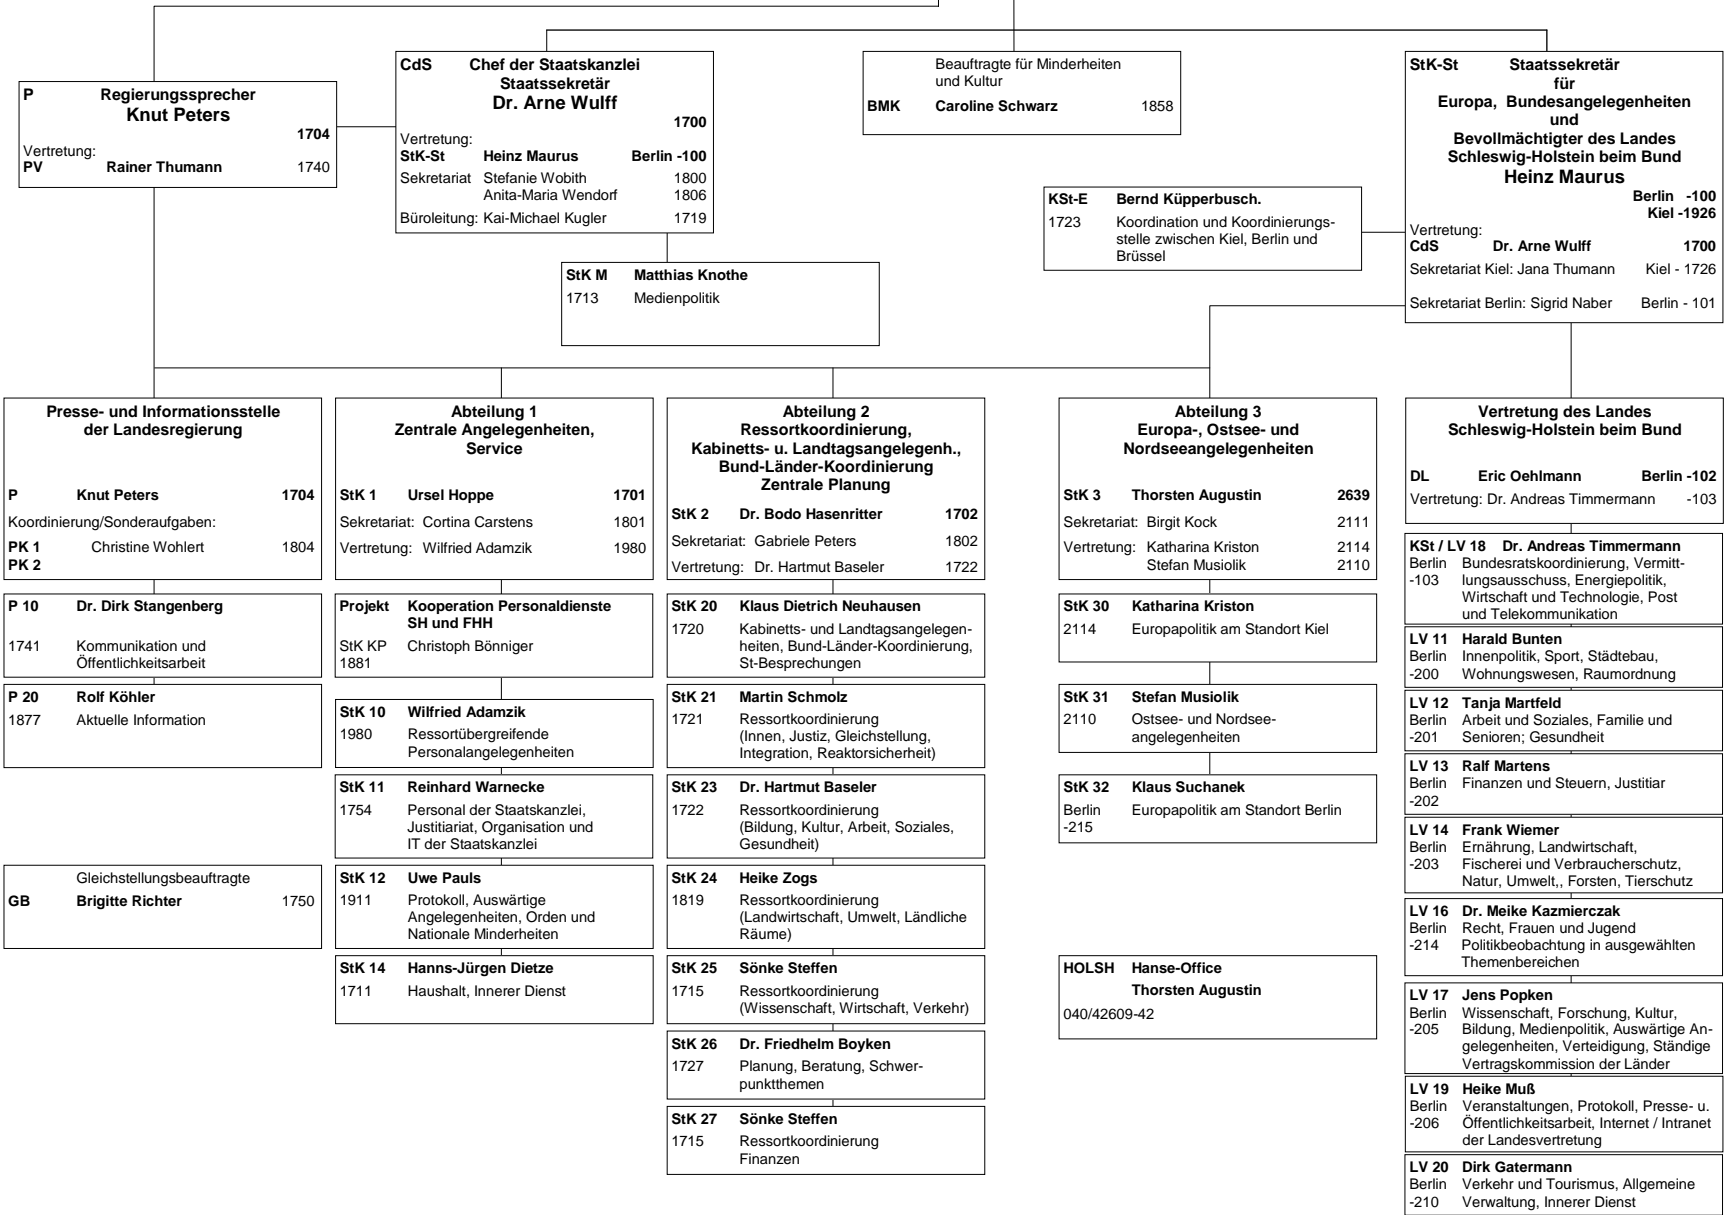 P Regierungssprecher
Knut Peters
1704
Vertretung:
PV Rainer Thumann 1740
CdS Chef der Staatskanzlei
Staatssekretär
Dr. Arne Wulff
1700
Vertretung:
StK-St Heinz Maurus Berlin -100
Sekretariat Stefanie Wobith 1800
Anita-Maria Wendorf 1806
Büroleitung: Kai-Michael Kugler 1719
Beauftragte für Minderheiten
und Kultur
BMK Caroline Schwarz 1858
StK-St Staatssekretär
für
Europa, Bundesangelegenheiten
und
Bevollmächtigter des Landes
Schleswig-Holstein beim Bund
Heinz Maurus
Berlin -100
Kiel -1926
Vertretung:
CdS Dr. Arne Wulff 1700
Sekretariat Kiel: Jana Thumann Kiel - 1726
Sekretariat Berlin: Sigrid Naber Berlin - 101
KSt-E Bernd Küpperbusch.
1723 Koordination und Koordinierungs-
stelle zwischen Kiel, Berlin und
Brüssel
StK M Matthias Knothe
1713 Medienpolitik
Presse- und Informationsstelle
der Landesregierung
P Knut Peters 1704
Koordinierung/Sonderaufgaben:
PK 1 Christine Wohlert 1804
PK 2
P 10 Dr. Dirk Stangenberg
1741 Kommunikation und
Öffentlichkeitsarbeit
P 20 Rolf Köhler
1877 Aktuelle Information
Gleichstellungsbeauftragte
GB Brigitte Richter 1750
Abteilung 1
Zentrale Angelegenheiten,
Service
StK 1 Ursel Hoppe 1701
Sekretariat: Cortina Carstens 1801
Vertretung: Wilfried Adamzik 1980
Projekt Kooperation Personaldienste
SH und FHH
StK KP Christoph Bönniger
1881
StK 10 Wilfried Adamzik
1980 Ressortübergreifende
Personalangelegenheiten
StK 11 Reinhard Warnecke
1754 Personal der Staatskanzlei,
Justitiariat, Organisation und
IT der Staatskanzlei
StK 12 Uwe Pauls
1911 Protokoll, Auswärtige
Angelegenheiten, Orden und
Nationale Minderheiten
StK 14 Hanns-Jürgen Dietze
1711 Haushalt, Innerer Dienst
Abteilung 2
Ressortkoordinierung,
Kabinetts- u. Landtagsangelegenh.,
Bund-Länder-Koordinierung
Zentrale Planung
StK 2 Dr. Bodo Hasenritter 1702
Sekretariat: Gabriele Peters 1802
Vertretung: Dr. Hartmut Baseler 1722
StK 20 Klaus Dietrich Neuhausen
1720 Kabinetts- und Landtagsangelegen-
heiten, Bund-Länder-Koordinierung,
St-Besprechungen
StK 21 Martin Schmolz
1721 Ressortkoordinierung
(Innen, Justiz, Gleichstellung,
Integration, Reaktorsicherheit)
StK 23 Dr. Hartmut Baseler
1722 Ressortkoordinierung
(Bildung, Kultur, Arbeit, Soziales,
Gesundheit)
StK 24 Heike Zogs
1819 Ressortkoordinierung
(Landwirtschaft, Umwelt, Ländliche
Räume)
StK 25 Sönke Steffen
1715 Ressortkoordinierung
(Wissenschaft, Wirtschaft, Verkehr)
StK 26 Dr. Friedhelm Boyken
1727 Planung, Beratung, Schwer-
punktthemen
StK 27 Sönke Steffen
1715 Ressortkoordinierung
Finanzen
Abteilung 3
Europa-, Ostsee- und
Nordseeangelegenheiten
StK 3 Thorsten Augustin 2639
Sekretariat: Birgit Kock 2111
Vertretung: Katharina Kriston 2114
Stefan Musiolik 2110
StK 30 Katharina Kriston
2114 Europapolitik am Standort Kiel
StK 31 Stefan Musiolik
2110 Ostsee- und Nordsee-
angelegenheiten
StK 32 Klaus Suchanek
Berlin Europapolitik am Standort Berlin
-215
HOLSH Hanse-Office
Thorsten Augustin
040/42609-42
Vertretung des Landes
Schleswig-Holstein beim Bund
DL Eric Oehlmann Berlin -102
Vertretung: Dr. Andreas Timmermann -103
KSt / LV 18 Dr. Andreas Timmermann
Berlin Bundesratskoordinierung, Vermitt-
-103 lungsausschuss, Energiepolitik,
Wirtschaft und Technologie, Post
und Telekommunikation
LV 11 Harald Bunten
Berlin Innenpolitik, Sport, Städtebau,
-200 Wohnungswesen, Raumordnung
LV 12 Tanja Martfeld
Berlin Arbeit und Soziales, Familie und
-201 Senioren; Gesundheit
LV 13 Ralf Martens
Berlin Finanzen und Steuern, Justitiar
-202
LV 14 Frank Wiemer
Berlin Ernährung, Landwirtschaft,
-203 Fischerei und Verbraucherschutz,
Natur, Umwelt,, Forsten, Tierschutz
LV 16 Dr. Meike Kazmierczak
Berlin Recht, Frauen und Jugend
-214 Politikbeobachtung in ausgewählten
Themenbereichen
LV 17 Jens Popken
Berlin Wissenschaft, Forschung, Kultur,
-205 Bildung, Medienpolitik, Auswärtige An-
gelegenheiten, Verteidigung, Ständige
Vertragskommission der Länder
LV 19 Heike Muß
Berlin Veranstaltungen, Protokoll, Presse- u.
-206 Öffentlichkeitsarbeit, Internet / Intranet
der Landesvertretung
LV 20 Dirk Gatermann
Berlin Verkehr und Tourismus, Allgemeine
-210 Verwaltung, Innerer Dienst